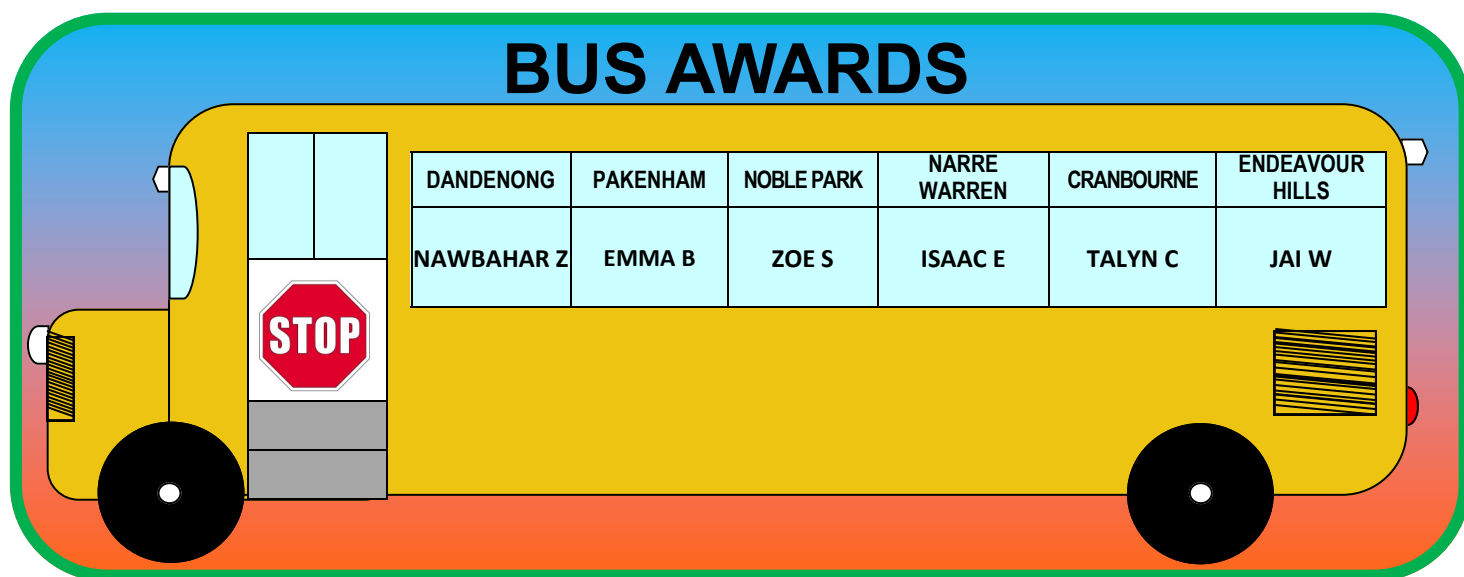 BUS AWARDS
DANDENONG PAKENHAM NOBLE PARK NARRE WARREN CRANBOURNE ENDEAVOUR HILLS
NAWBAHAR Z EMMA B ZOE S ISAAC E TALYN C JAI W
STOP